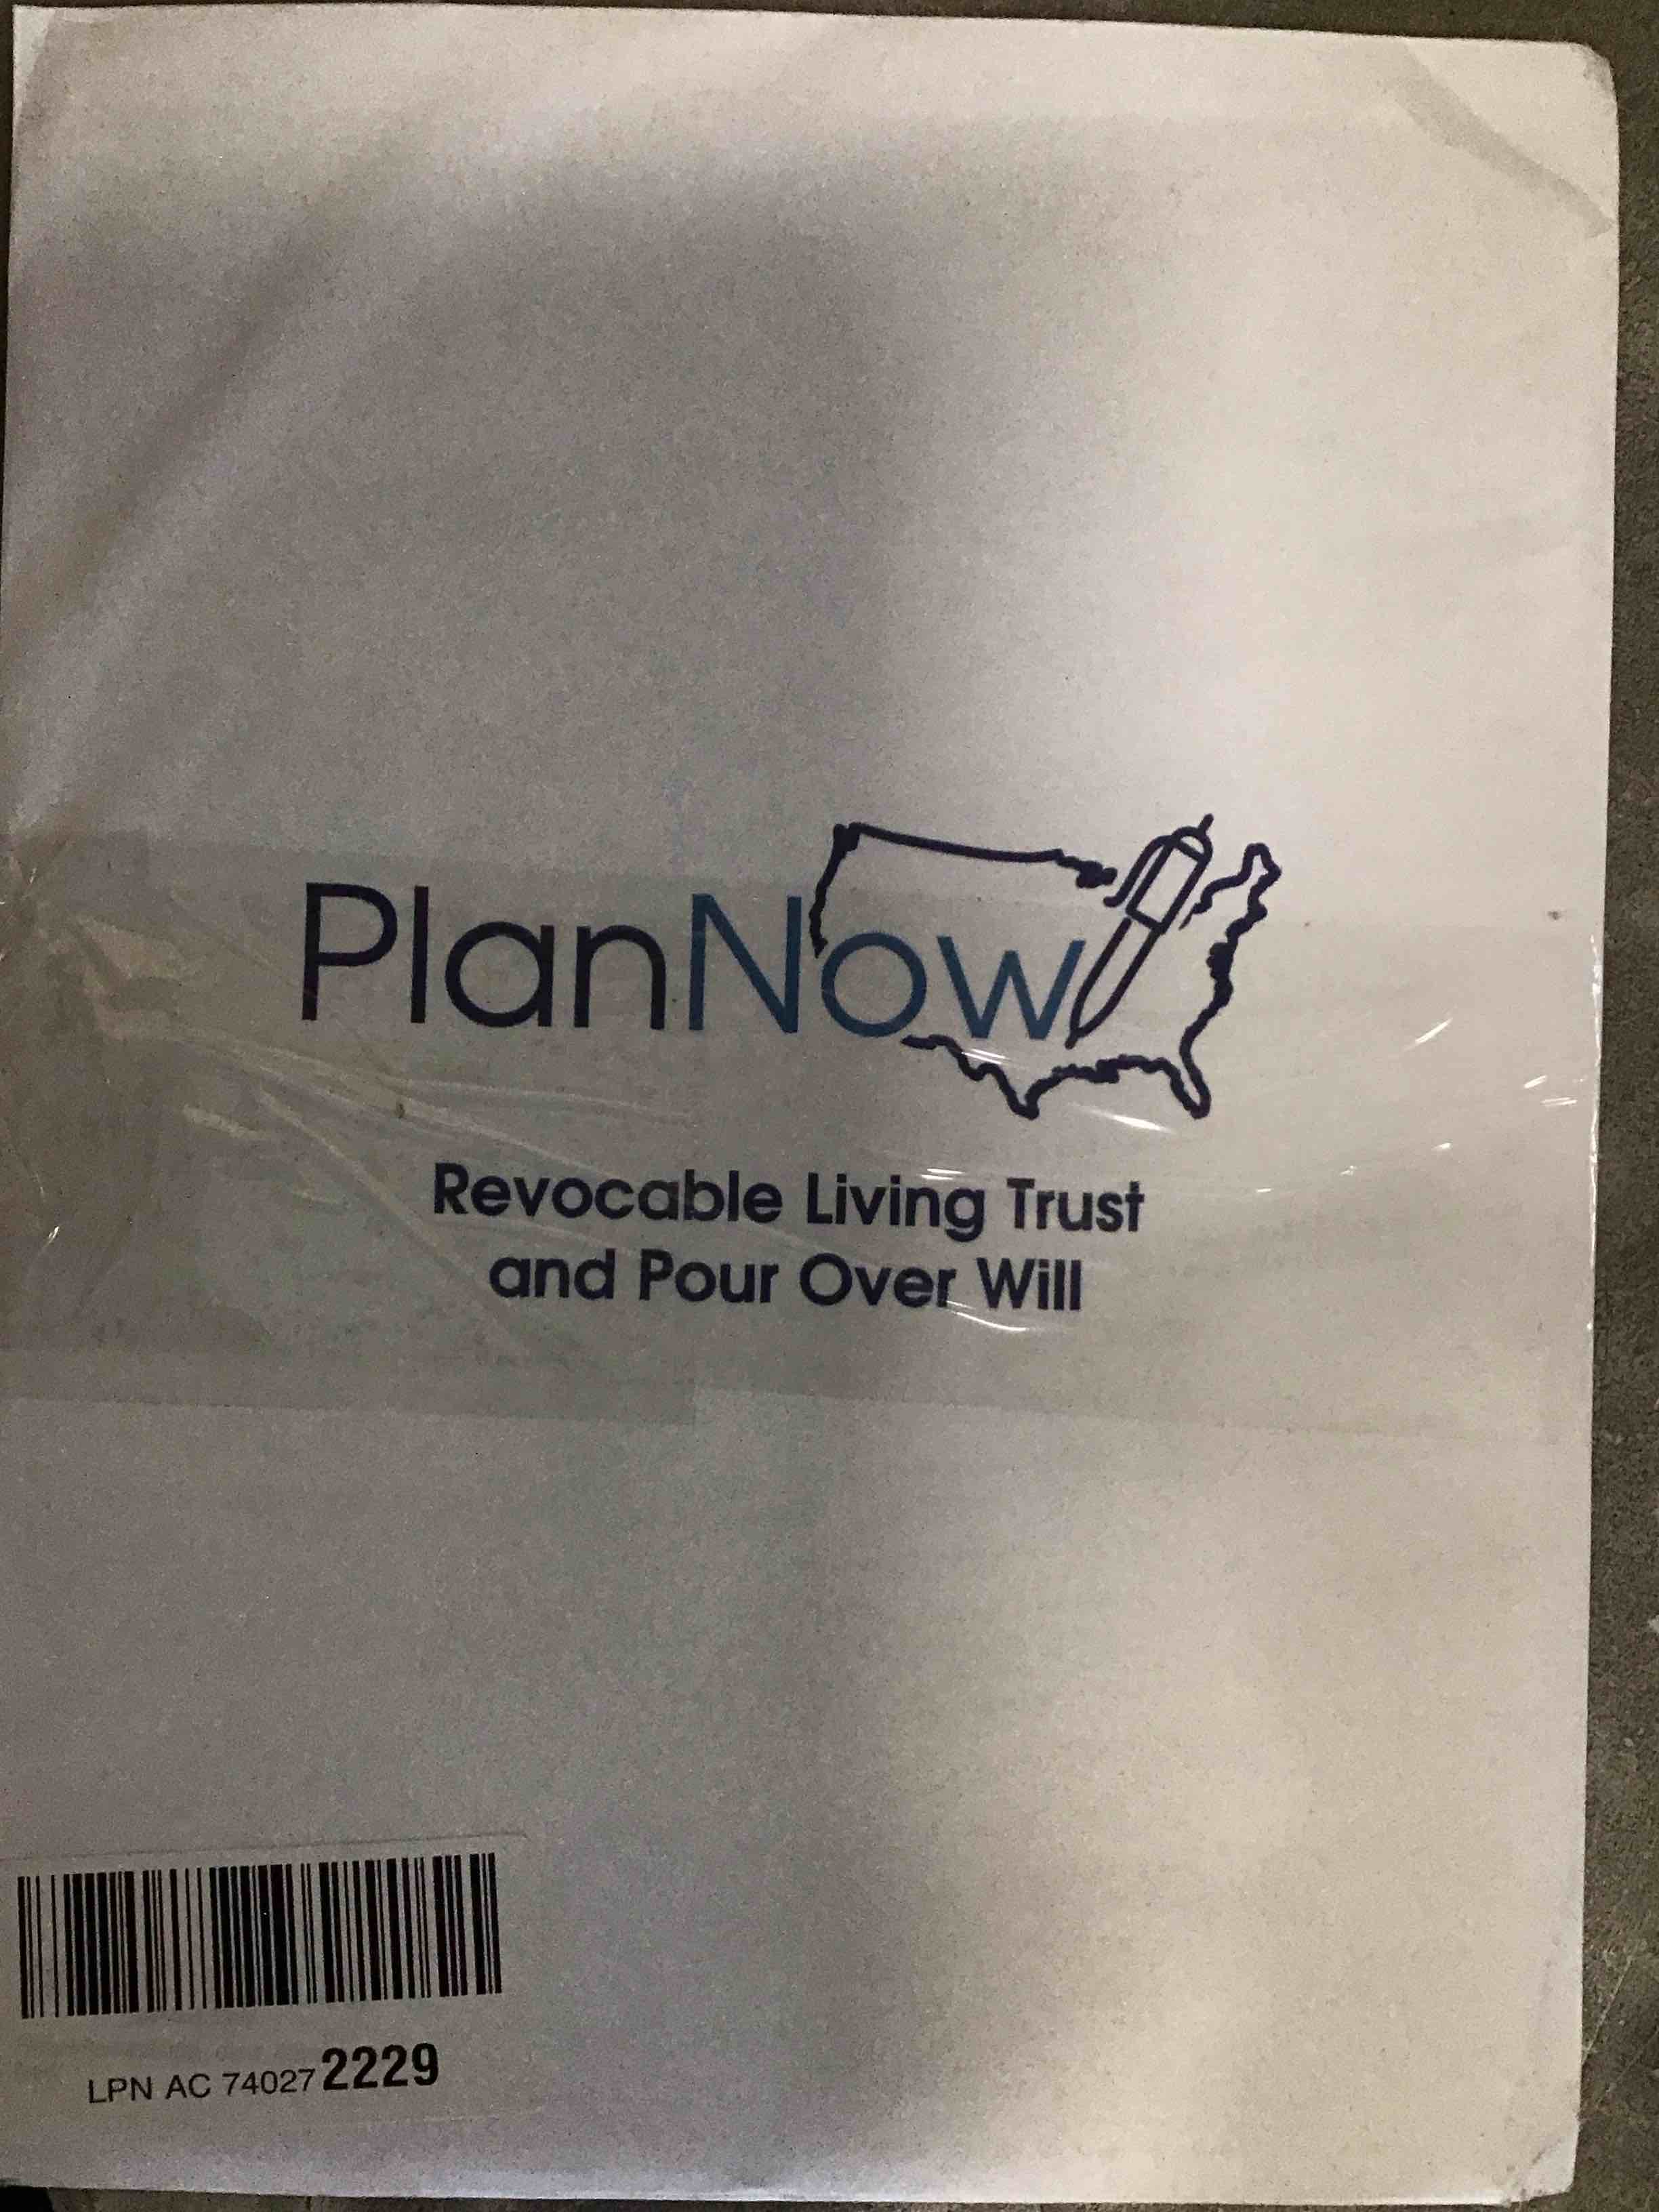 PlanNow
Revocable Living Trust
and Pour Over Will
LPN AC 740272229